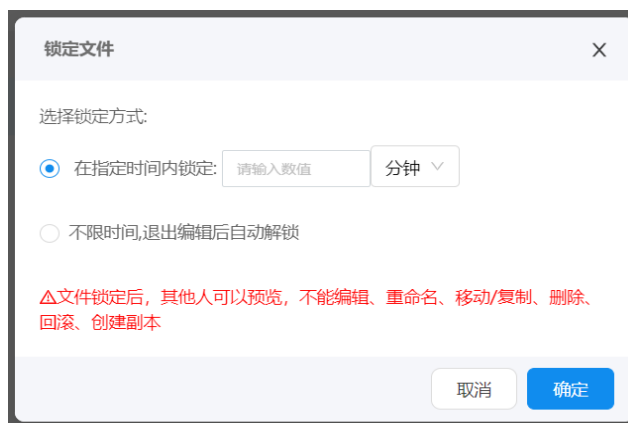 锁定文件
选择锁定方式:
在指定时间内锁定: 请输入数值 分钟
不限时间,退出编辑后自动解锁
⚠文件锁定后，其他人可以预览，不能编辑、重命名、移动/复制、删除、
回滚、创建副本
取消 确定